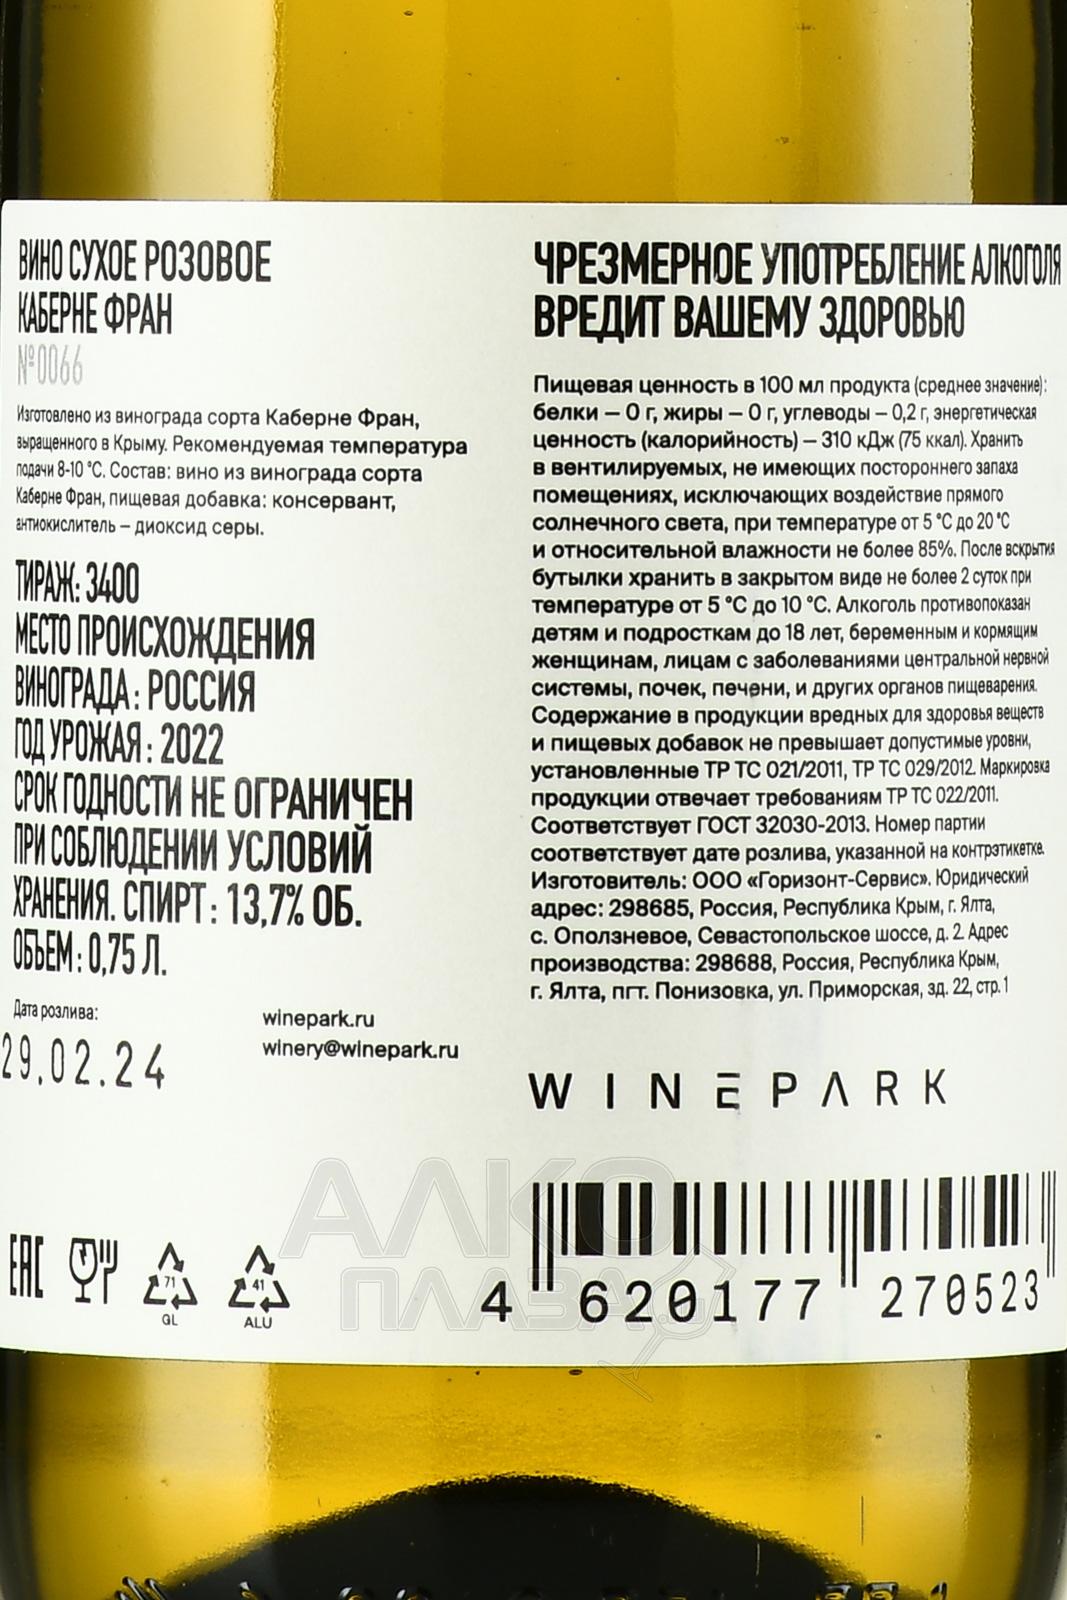 ВИНО СУХОЕ РОЗОВОЕ
КАБЕРНЕ ФРАН
№0066
Изготовлено из винограда сорта Каберне Фран,
выращенного в Крыму. Рекомендуемая температура
подачи 8-10 °С. Состав: вино из винограда сорта
Каберне Фран, пищевая добавка: консервант,
антиокислитель – диоксид серы.
ТИРАЖ: 3400
МЕСТО ПРОИСХОЖДЕНИЯ
ВИНОГРАДА: РОССИЯ
ГОД УРОЖАЯ: 2022
СРОК ГОДНОСТИ НЕ ОГРАНИЧЕН
ПРИ СОБЛЮДЕНИИ УСЛОВИЙ
ХРАНЕНИЯ. СПИРТ: 13,7% ОБ.
ОБЪЕМ: 0,75 Л.
Дата розлива:
29.02.24
winepark.ru
winery@winepark.ru
EAC
71
GL
41
ALU
ЧРЕЗМЕРНОЕ УПОТРЕБЛЕНИЕ АЛКОГОЛЯ
ВРЕДИТ ВАШЕМУ ЗДОРОВЬЮ
Пищевая ценность в 100 мл продукта (среднее значение):
белки – 0 г, жиры – 0 г, углеводы – 0,2 г, энергетическая
ценность (калорийность) – 310 кДж (75 ккал). Хранить
в вентилируемых, не имеющих постороннего запаха
помещениях, исключающих воздействие прямого
солнечного света, при температуре от 5 °С до 20 °С
и относительной влажности не более 85%. После вскрытия
бутылки хранить в закрытом виде не более 2 суток при
температуре от 5 °С до 10 °С. Алкоголь противопоказан
детям и подросткам до 18 лет, беременным и кормящим
женщинам, лицам с заболеваниями центральной нервной
системы, почек, печени, и других органов пищеварения.
Содержание в продукции вредных для здоровья веществ
и пищевых добавок не превышает допустимые уровни,
установленные ТР ТС 021/2011, ТР ТС 029/2012. Маркировка
продукции отвечает требованиям ТР ТС 022/2011.
Соответствует ГОСТ 32030-2013. Номер партии
соответствует дате розлива, указанной на контрэтикетке.
Изготовитель: ООО «Горизонт-Сервис». Юридический
адрес: 298685, Россия, Республика Крым, г. Ялта,
с. Оползневое, Севастопольское шоссе, д. 2. Адрес
производства: 298688, Россия, Республика Крым,
г. Ялта, пгт. Понизовка, ул. Приморская, зд. 22, стр. 1
WINEPARK
4 620177 270523
АЛКО
ПЛАЗА.ru